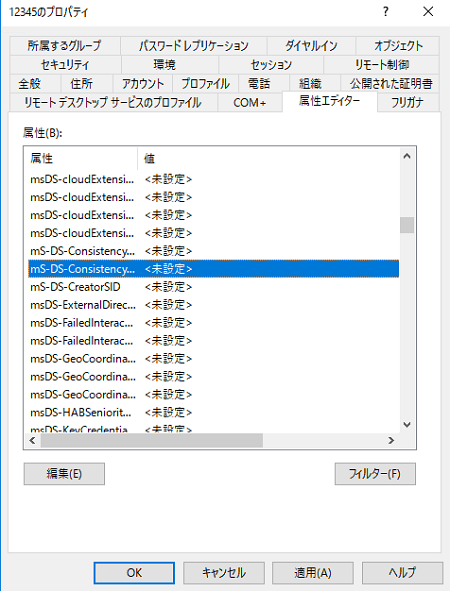 12345のプロパティ
所属するグループ パスワード レプリケーション ダイヤルイン オブジェクト
セキュリティ 環境 セッション リモート制御
全般 住所 アカウント プロファイル 電話 組織 公開された証明書
リモート デスクトップ サービスのプロファイル COM+ 属性エディター フリガナ
属性(B):
属性 値
msDS-cloudExtensi... <未設定>
msDS-cloudExtensi... <未設定>
msDS-cloudExtensi... <未設定>
msDS-cloudExtensi... <未設定>
mS-DS-Consistency... <未設定>
mS-DS-Consistency... <未設定>
mS-DS-CreatorSID <未設定>
msDS-ExternalDirec... <未設定>
msDS-FailedInterac... <未設定>
msDS-FailedInterac... <未設定>
msDS-GeoCoordina... <未設定>
msDS-GeoCoordina... <未設定>
msDS-GeoCoordina... <未設定>
msDS-HABSeniorit... <未設定>
msDS-KeyCredentia... <未設定>
編集(E) フィルター(F)
OK キャンセル 適用(A) ヘルプ